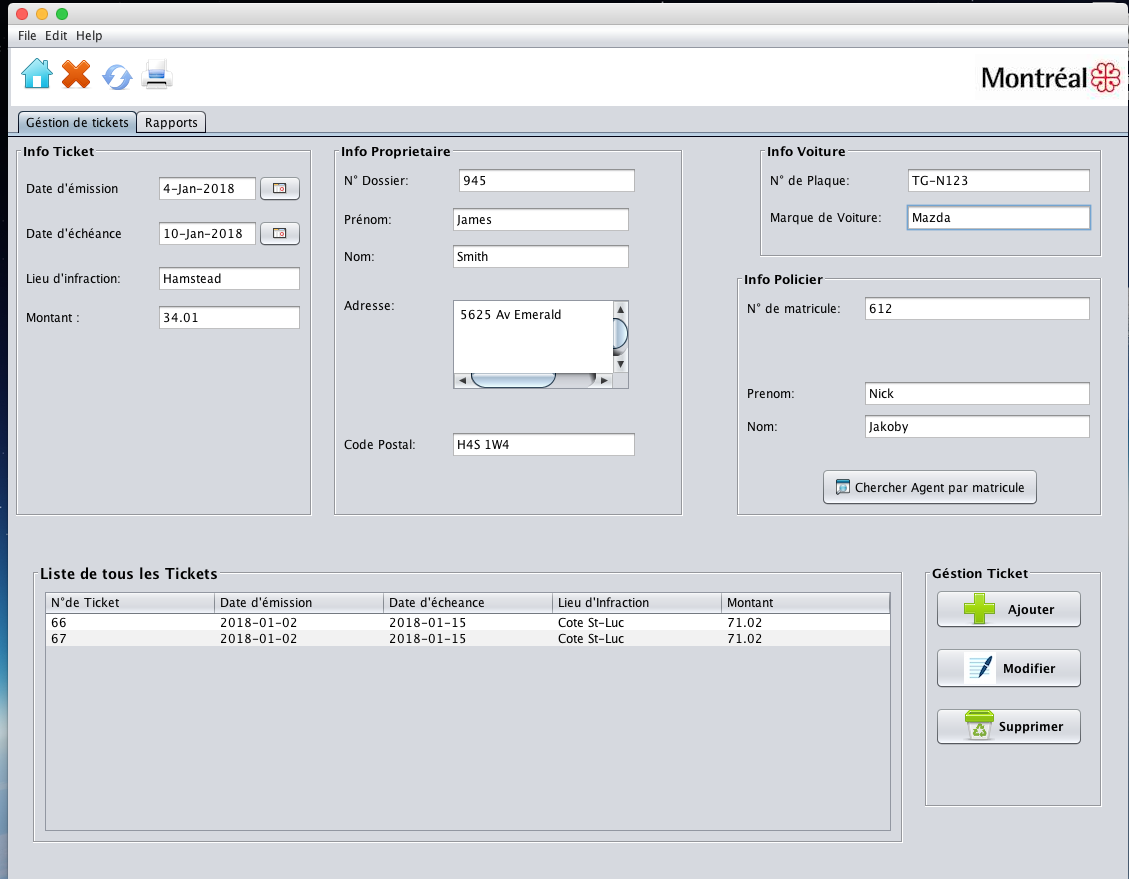 File Edit Help
Montréal
Géstion de tickets Rapports
Info Ticket
Date d'émission 4-Jan-2018
Date d'échéance 10-Jan-2018
Lieu d'infraction: Hamstead
Montant : 34.01
Info Proprietaire
N° Dossier: 945
Prénom: James
Nom: Smith
Adresse: 5625 Av Emerald
Code Postal: H4S 1W4
Info Voiture
N° de Plaque: TG-N123
Marque de Voiture: Mazda
Info Policier
N° de matricule: 612
Prenom: Nick
Nom: Jakoby
Chercher Agent par matricule
Liste de tous les Tickets
N°de Ticket Date d'émission Date d'écheance Lieu d'Infraction Montant
66 2018-01-02 2018-01-15 Cote St-Luc 71.02
67 2018-01-02 2018-01-15 Cote St-Luc 71.02
Géstion Ticket
Ajouter
Modifier
Supprimer